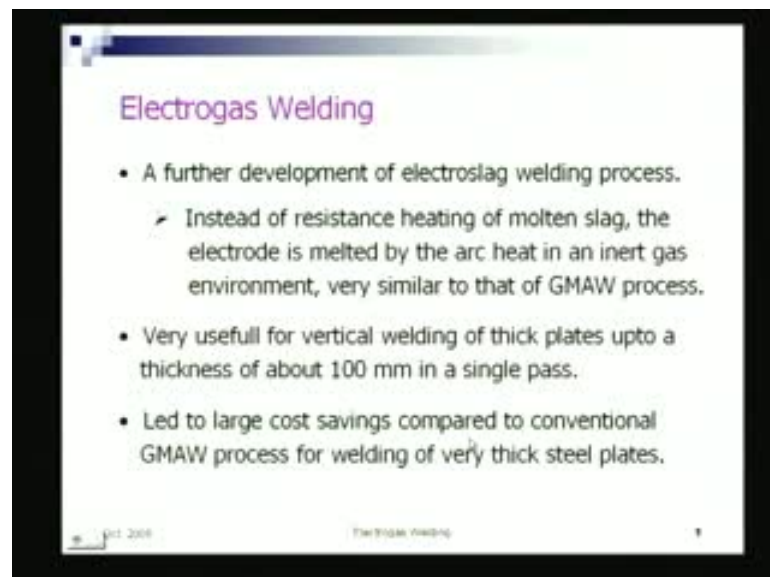 Electrogas Welding
• A further development of electroslag welding process.
➢ Instead of resistance heating of molten slag, the
electrode is melted by the arc heat in an inert gas
environment, very similar to that of GMAW process.
• Very usefull for vertical welding of thick plates upto a
thickness of about 100 mm in a single pass.
• Led to large cost savings compared to conventional
GMAW process for welding of very thick steel plates.
Oct Electrogas Welding